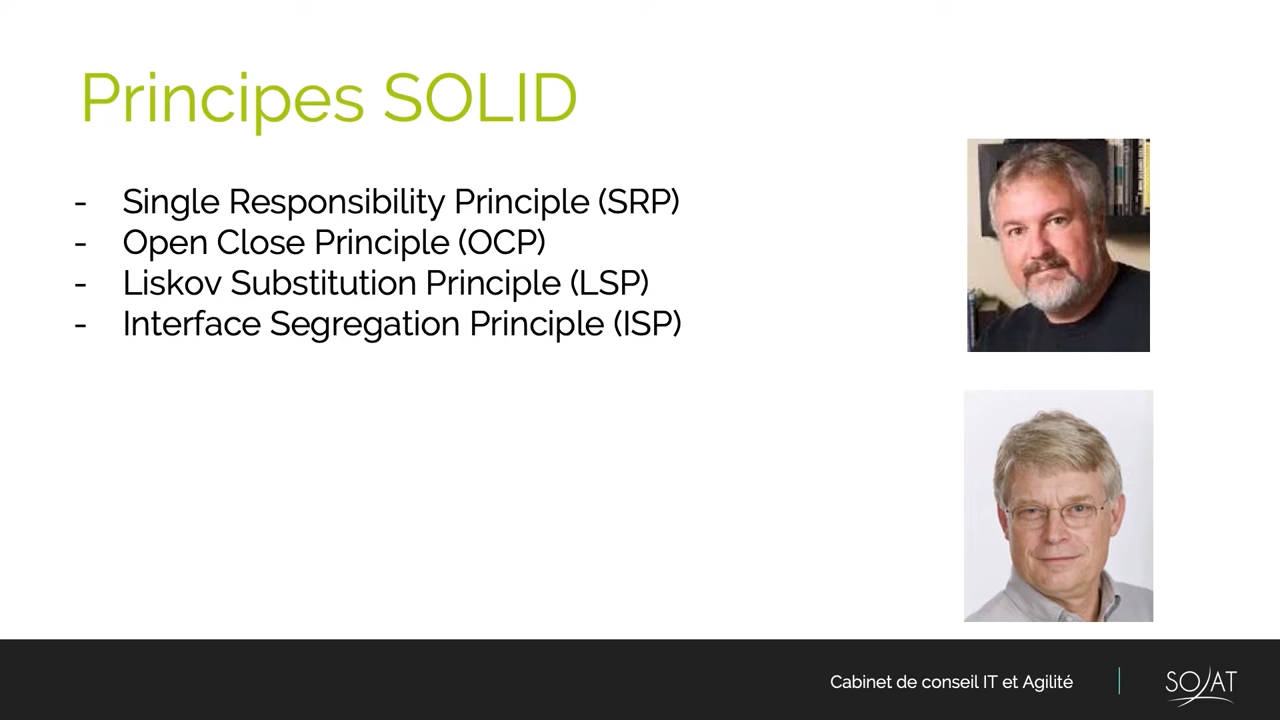 Principes SOLID
- Single Responsibility Principle (SRP)
- Open Close Principle (OCP)
- Liskov Substitution Principle (LSP)
- Interface Segregation Principle (ISP)
Cabinet de conseil IT et Agilité
SOAT